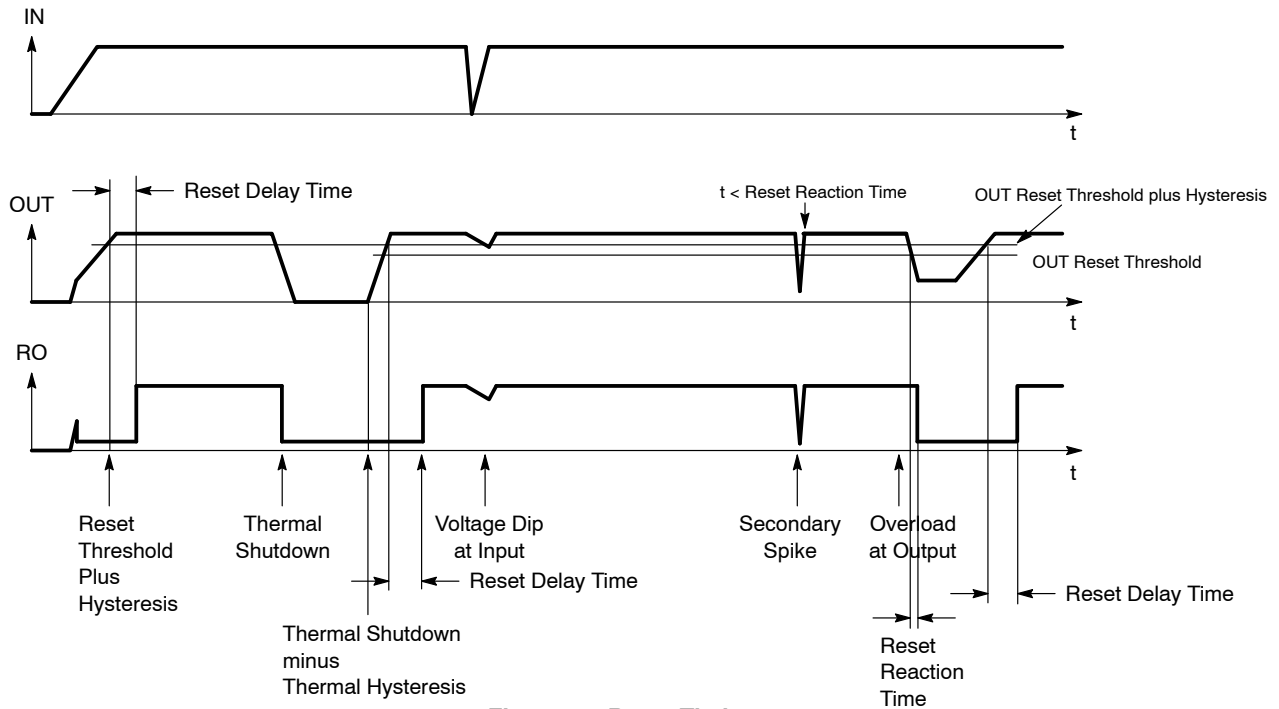 IN
t
Reset Delay Time
t < Reset Reaction Time
OUT Reset Threshold plus Hysteresis
OUT
OUT Reset Threshold
t
RO
t
Reset
Threshold
Plus
Hysteresis
Thermal
Shutdown
Voltage Dip
at Input
Secondary
Spike
Overload
at Output
Reset Delay Time
Reset Delay Time
Thermal Shutdown
minus
Thermal Hysteresis
Reset
Reaction
Time